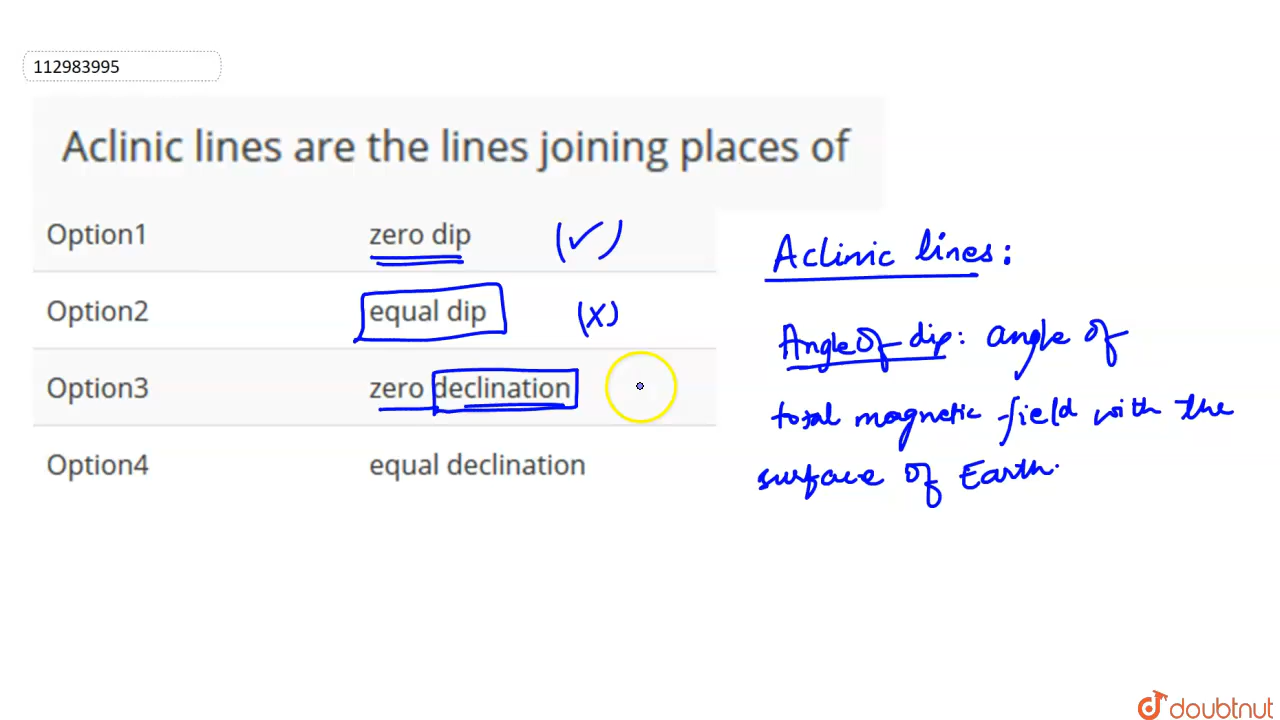 112983995
Aclinic lines are the lines joining places of
Option1 zero dip (✓)
Option2 equal dip (X)
Option3 zero declination
Option4 equal declination
Aclinic lines:
Angle of dip: angle of
total magnetic field with the
surface of Earth.
doubtnut